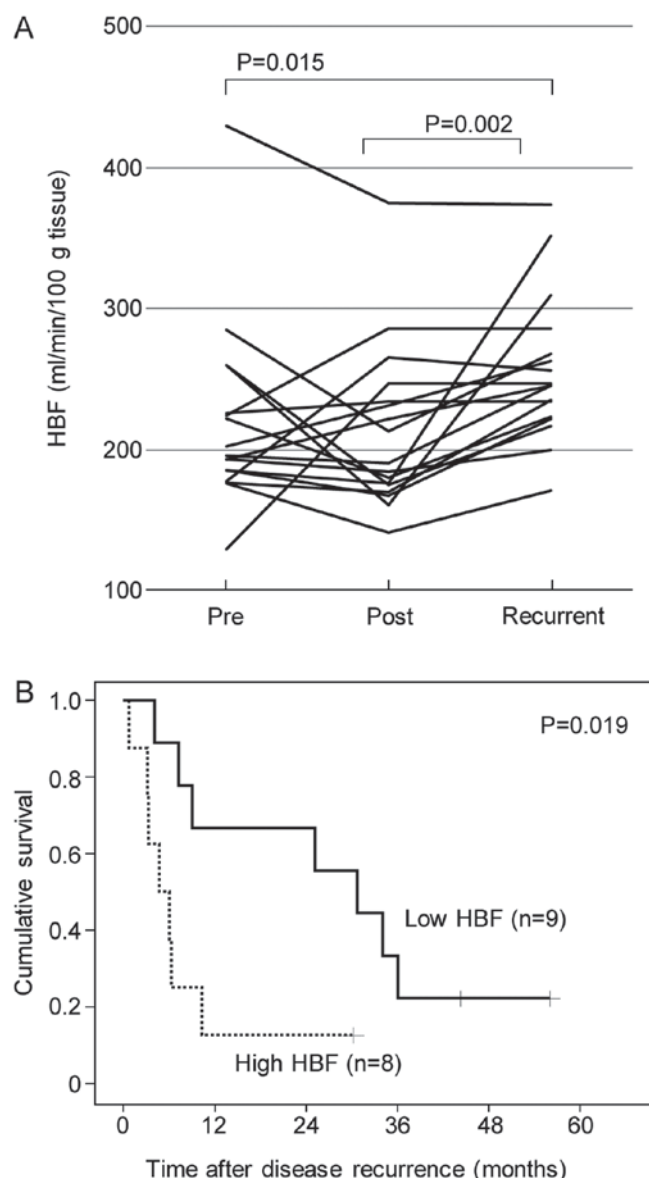 A
500
P=0.015
P=0.002
400
300
200
100
HBF (ml/min/100 g tissue)
Pre Post Recurrent
B
1.0
P=0.019
0.8
0.6
Low HBF (n=9)
0.4
0.2
High HBF (n=8)
0
Cumulative survival
0 12 24 36 48 60
Time after disease recurrence (months)